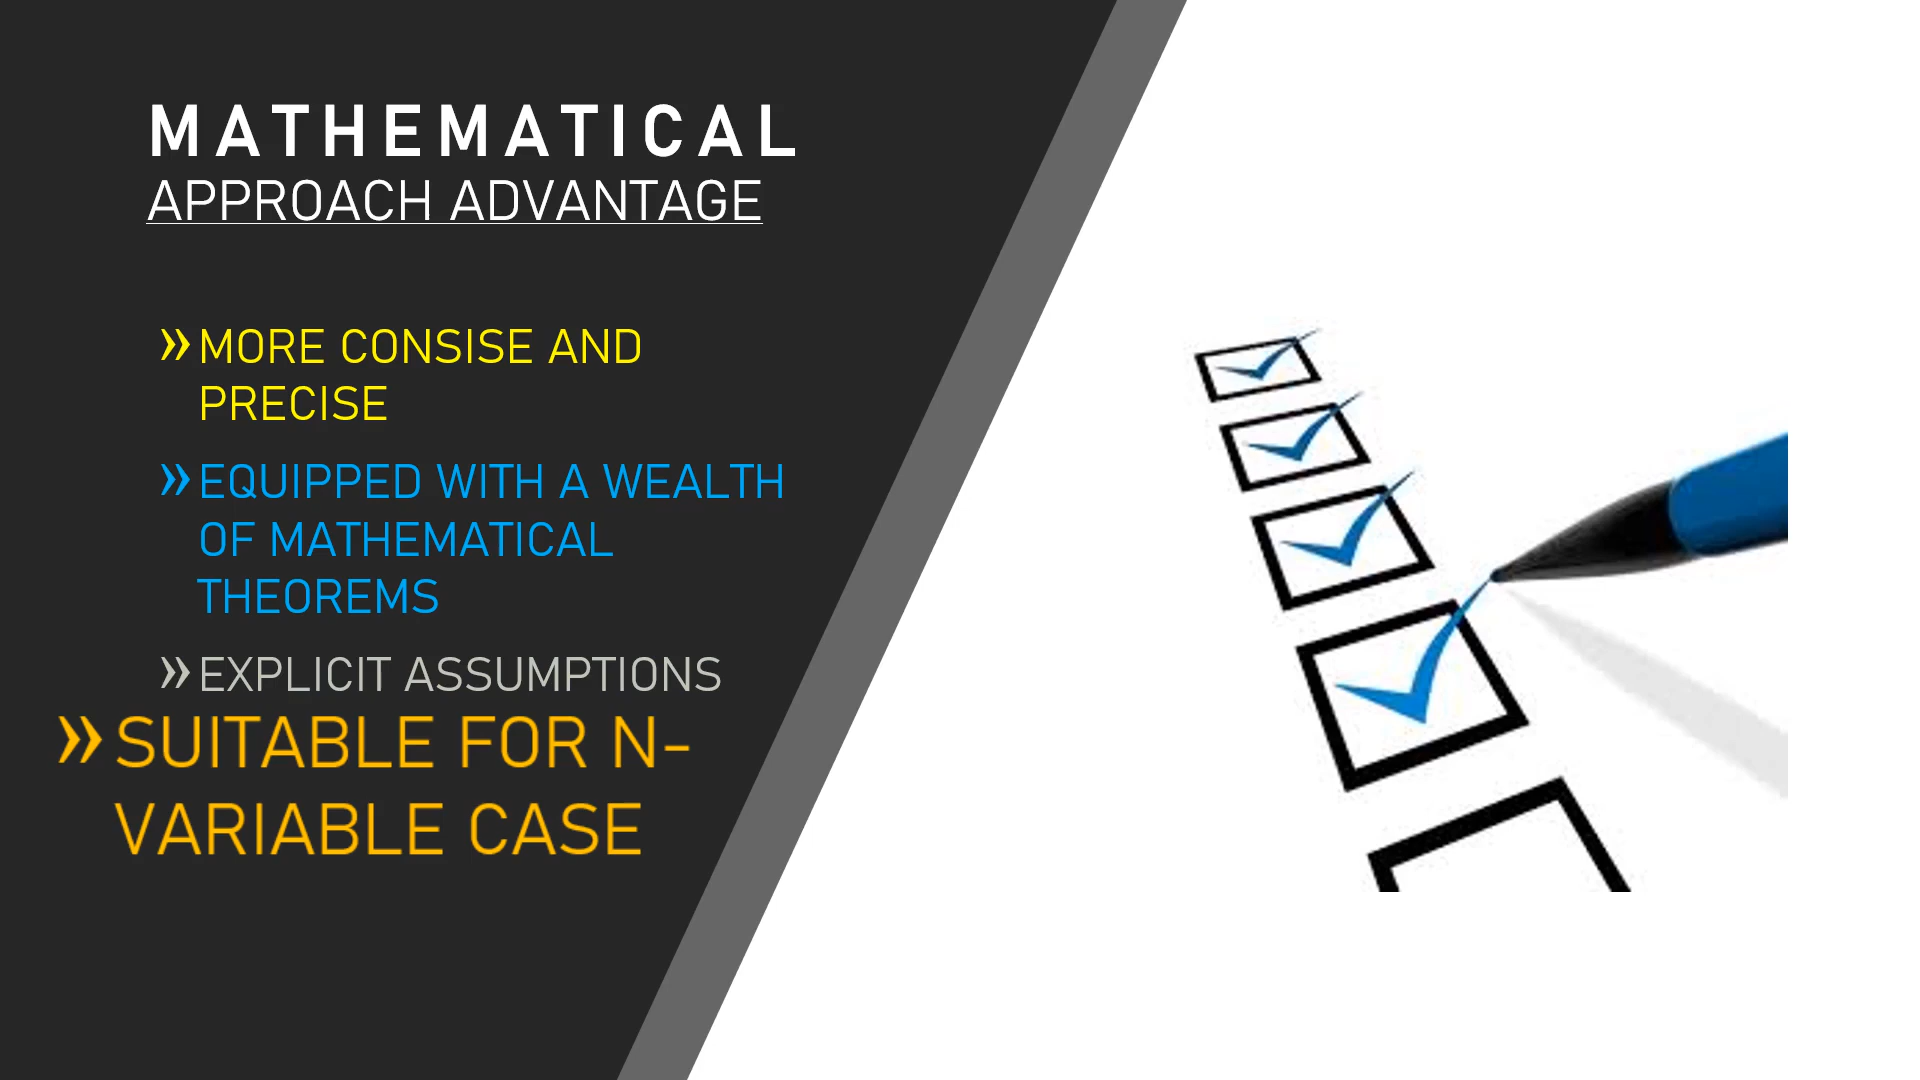 MATHEMATICAL
APPROACH ADVANTAGE
»MORE CONSISE AND
PRECISE
»EQUIPPED WITH A WEALTH
OF MATHEMATICAL
THEOREMS
»EXPLICIT ASSUMPTIONS
»SUITABLE FOR N-
VARIABLE CASE